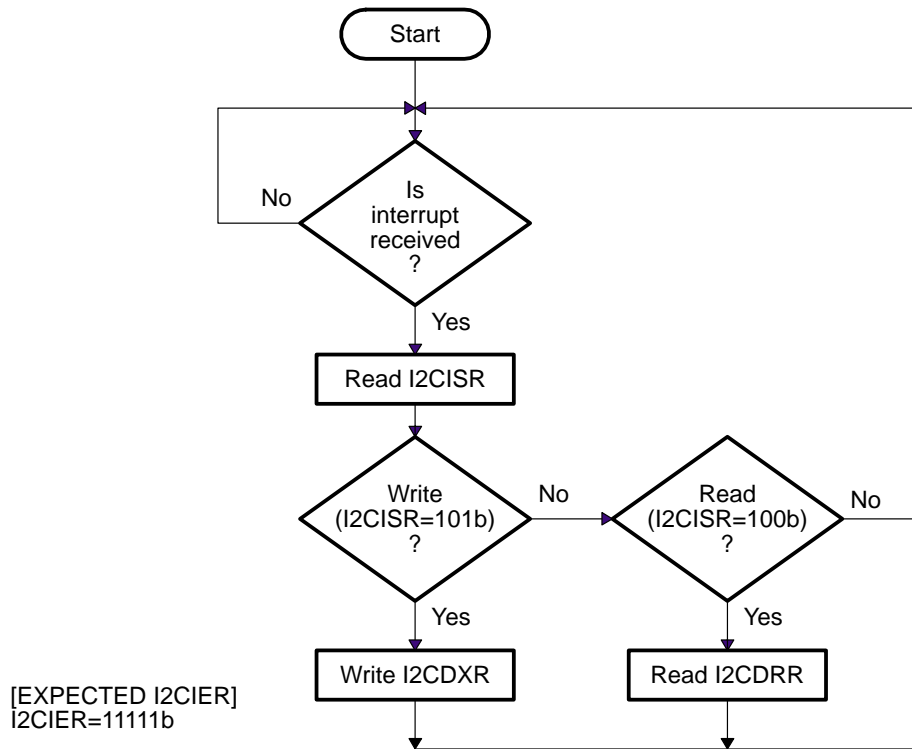 Start
Is
interrupt
received
?
No
Yes
Read I2CISR
Write
(I2CISR=101b)
?
No
Read
(I2CISR=100b)
?
No
Yes
Yes
Write I2CDXR
Read I2CDRR
[EXPECTED I2CIER]
I2CIER=11111b